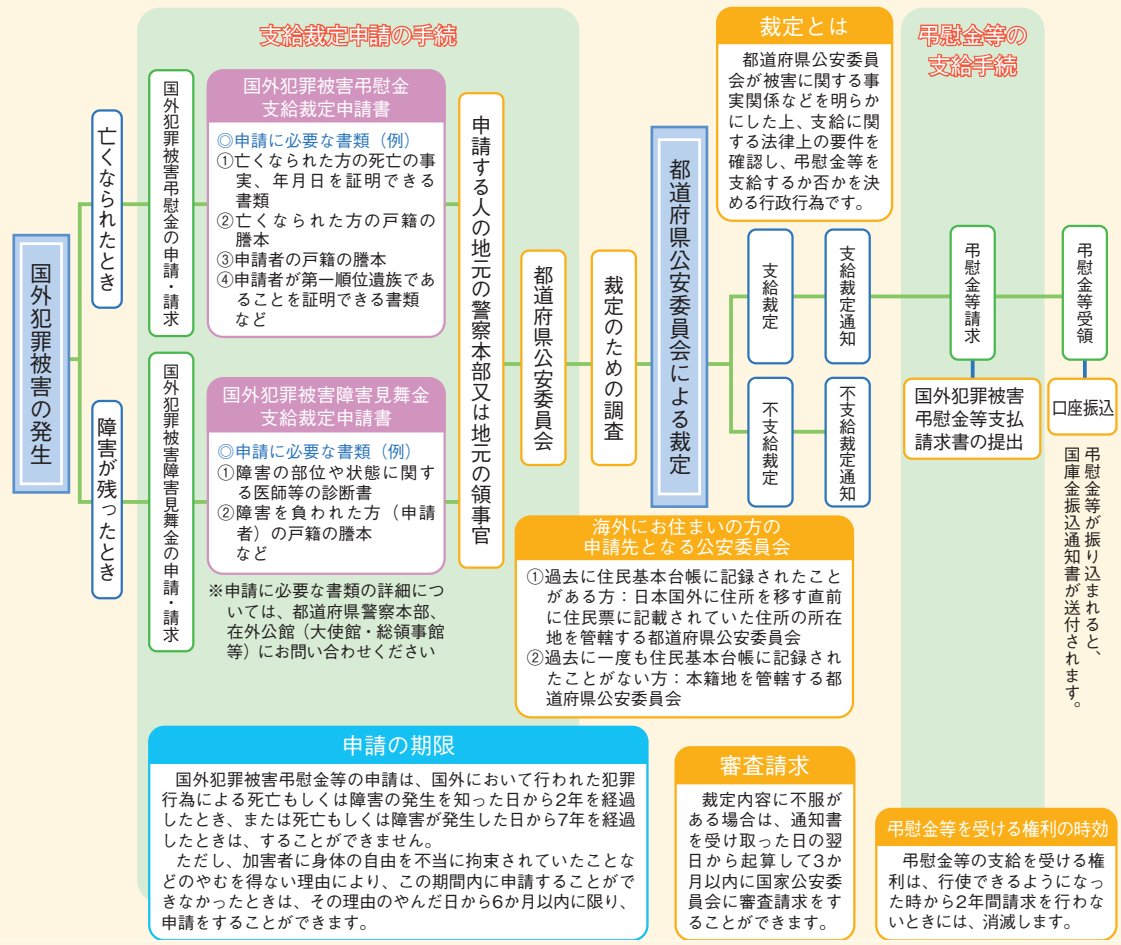 支給裁定申請の手続
国外犯罪被害の発生
亡くなられたとき
障害が残ったとき
国外犯罪被害弔慰金の申請・請求
国外犯罪被害障害見舞金の申請・請求
国外犯罪被害弔慰金
支給裁定申請書
◎申請に必要な書類（例）
①亡くなられた方の死亡の事
実、年月日を証明できる
書類
②亡くなられた方の戸籍の
謄本
③申請者の戸籍の謄本
④申請者が第一順位遺族であ
ることを証明できる書類
など
国外犯罪被害障害見舞金
支給裁定申請書
◎申請に必要な書類（例）
①障害の部位や状態に関す
る医師等の診断書
②障害を負われた方（申請
者）の戸籍の謄本
など
※申請に必要な書類の詳細につ
いては、都道府県警察本部、
在外公館（大使館・総領事館
等）にお問い合わせください
申請する人の地元の警察本部又は地元の領事官
都道府県公安委員会
裁定のための調査
都道府県公安委員会による裁定
裁定とは
都道府県公安委員
会が被害に関する事
実関係などを明らか
にした上、支給に関
する法律上の要件を
確認し、弔慰金等を
支給するか否かを決
める行政行為です。
支給裁定
支給裁定通知
不支給裁定
不支給裁定通知
弔慰金等の
支給手続
弔慰金等請求
弔慰金等受領
国外犯罪被害
弔慰金等支払
請求書の提出
口座振込
弔慰金等が振り込まれると、
国庫金振込通知書が送付されます。
海外にお住まいの方の
申請先となる公安委員会
①過去に住民基本台帳に記録されたこと
がある方：日本国外に住所を移す直前
に住民票に記載されていた住所の所在
地を管轄する都道府県公安委員会
②過去に一度も住民基本台帳に記録され
たことがない方：本籍地を管轄する都
道府県公安委員会
申請の期限
国外犯罪被害弔慰金等の申請は、国外において行われた犯罪
行為による死亡もしくは障害の発生を知った日から2年を経過
したとき、または死亡もしくは障害が発生した日から7年を経過
したときは、することができません。
ただし、加害者に身体の自由を不当に拘束されていたことな
どのやむを得ない理由により、この期間内に申請することがで
きなかったときは、その理由のやんだ日から6か月以内に限り、
申請をすることができます。
審査請求
裁定内容に不服が
ある場合は、通知書
を受け取った日の翌
日から起算して3か
月以内に国家公安委
員会に審査請求をす
ることができます。
弔慰金等を受ける権利の時効
弔慰金等の支給を受ける権
利は、行使できるようになっ
た時から2年間請求を行わな
いときには、消滅します。